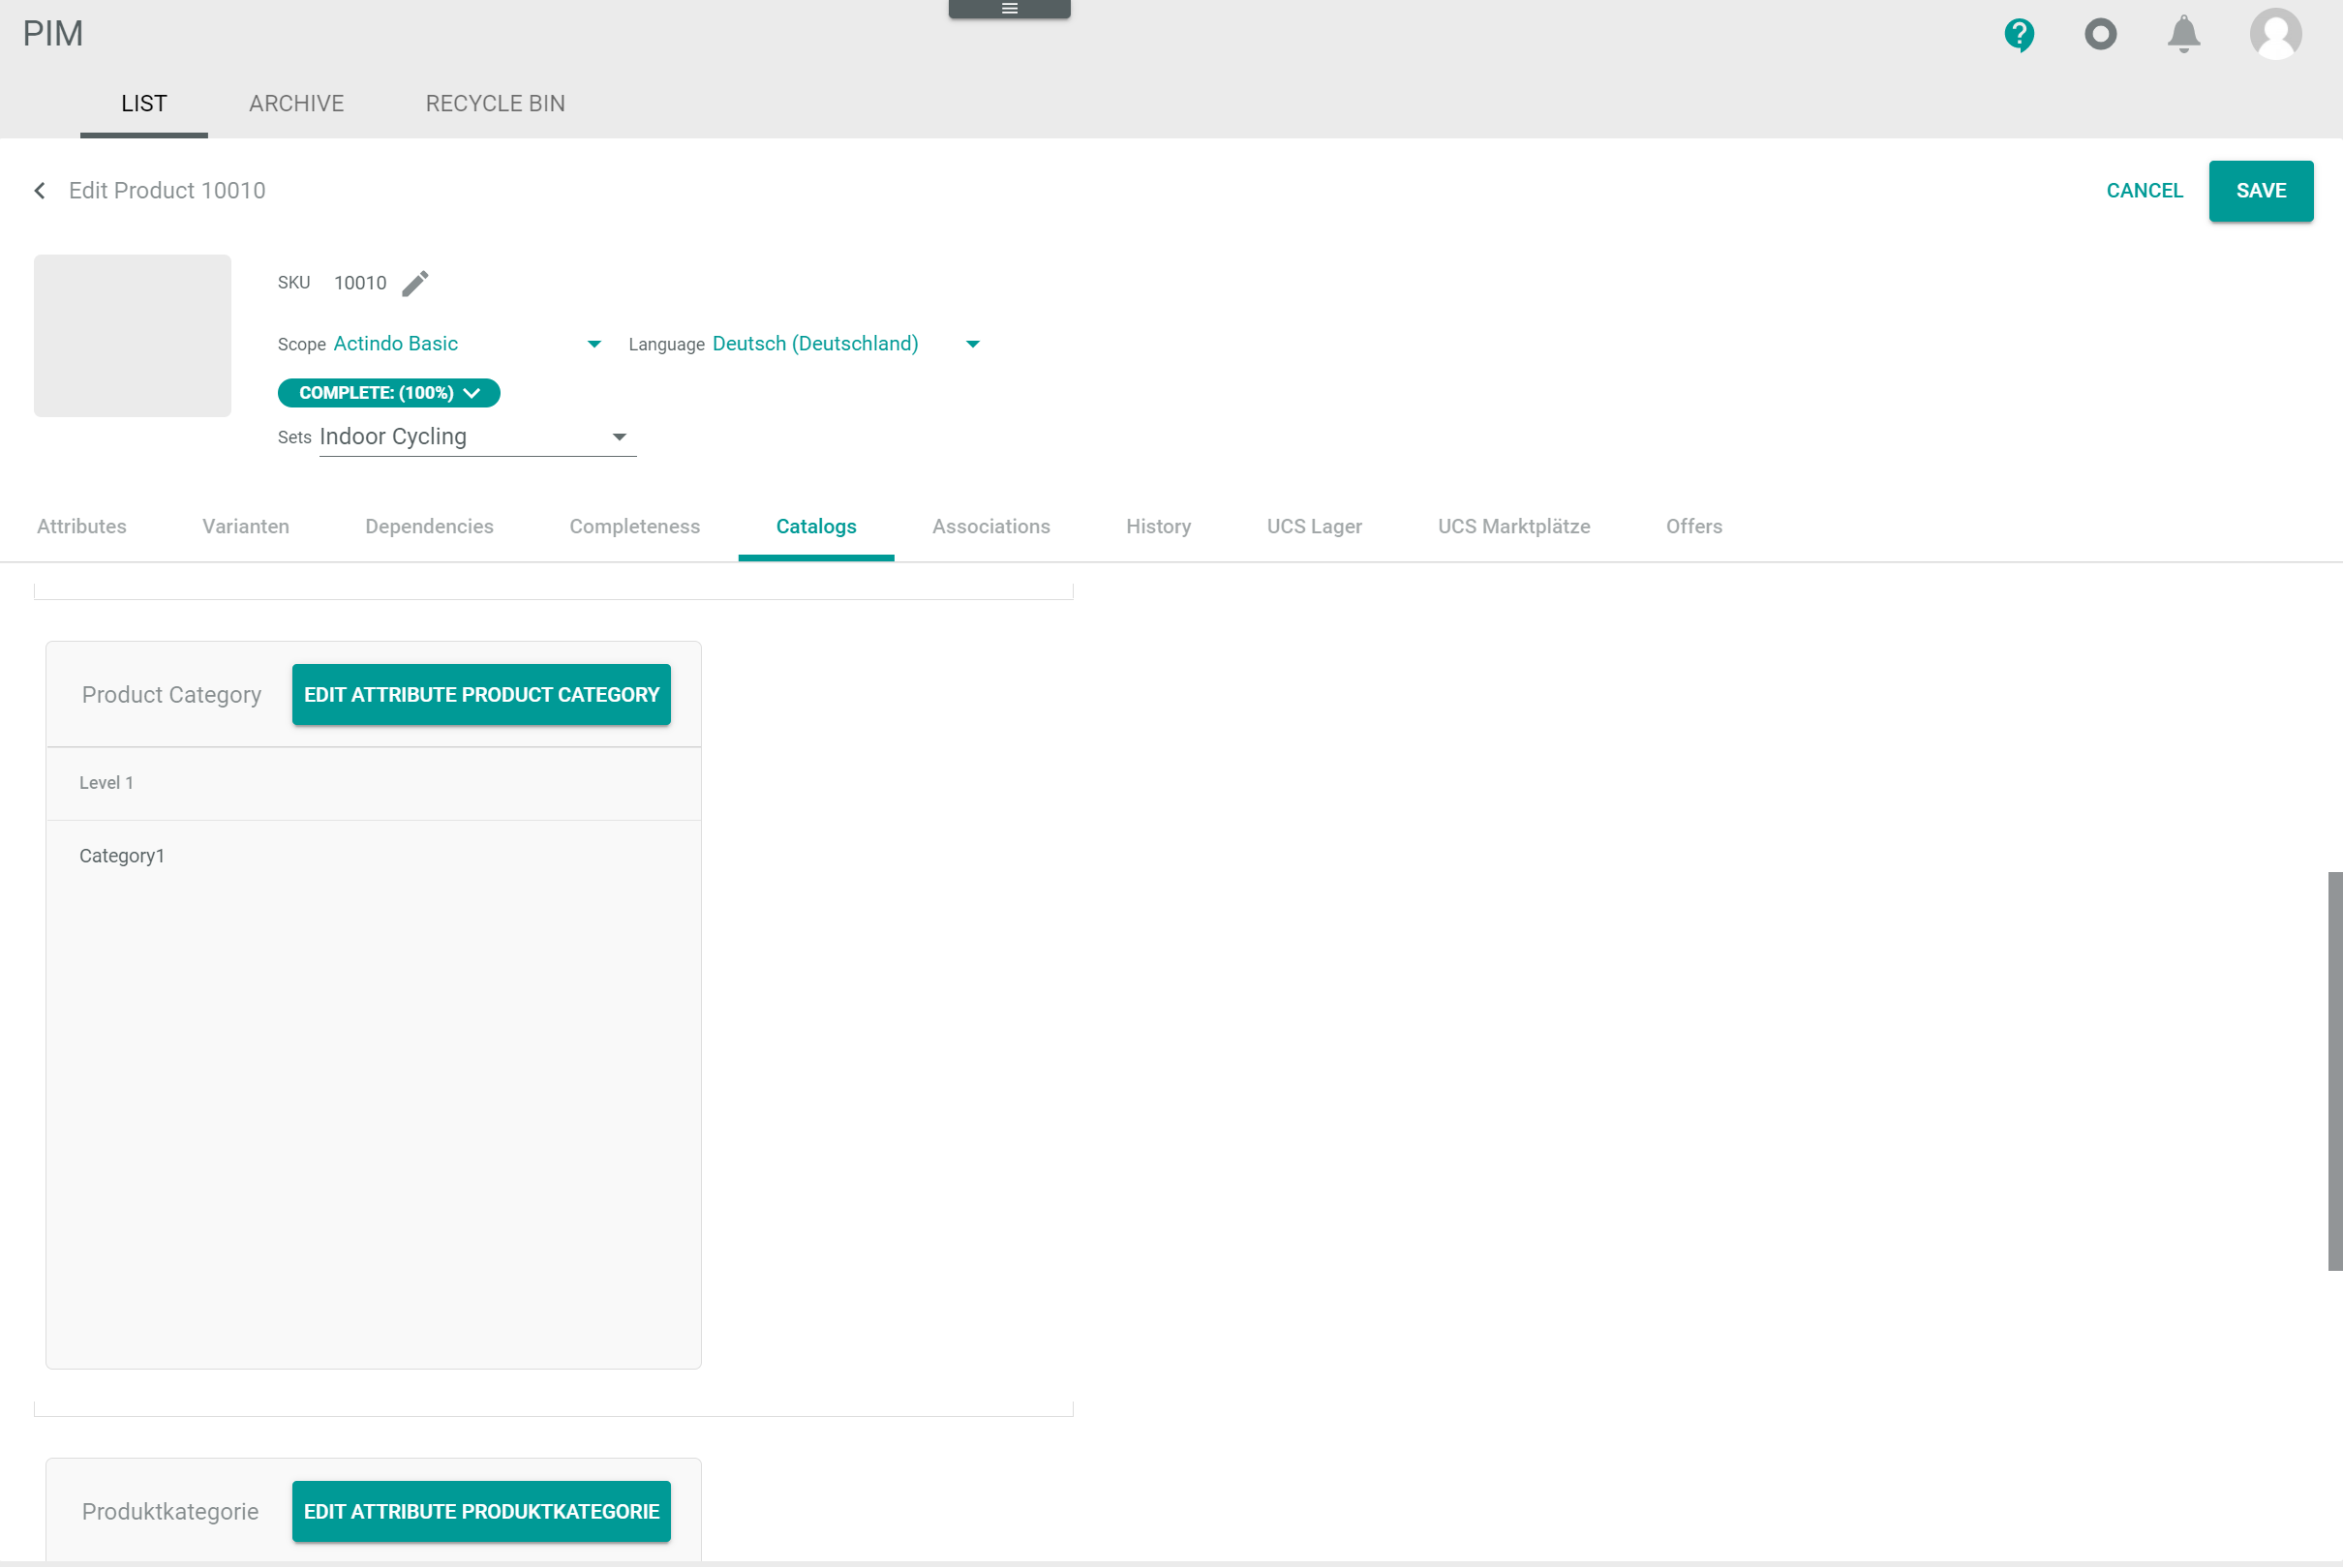 PIM
LIST ARCHIVE RECYCLE BIN
Edit Product 10010 CANCEL SAVE
SKU 10010
Scope Actindo Basic Language Deutsch (Deutschland)
COMPLETE: (100%)
Sets Indoor Cycling
Attributes Varianten Dependencies Completeness Catalogs Associations History UCS Lager UCS Marktplätze Offers
Product Category EDIT ATTRIBUTE PRODUCT CATEGORY
Level 1
Category1
Produktkategorie EDIT ATTRIBUTE PRODUKTKATEGORIE